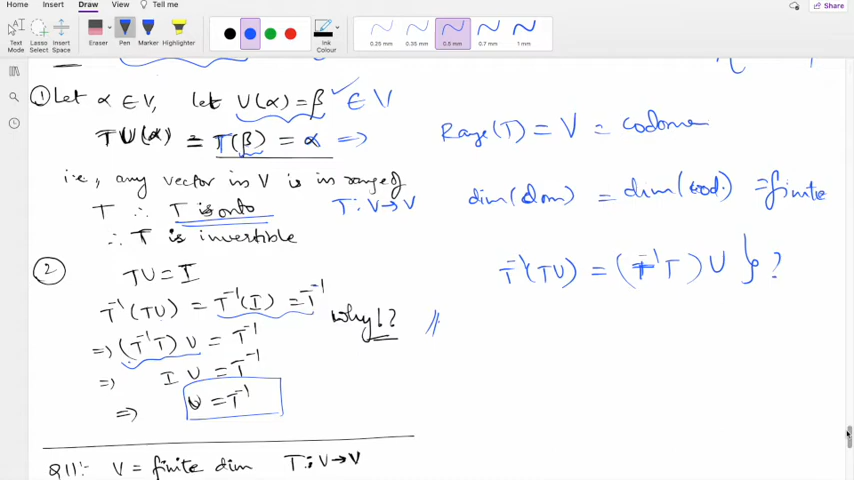 Home Insert Draw View Tell me
Share
Text Mode
Lasso Select
Insert Space
Eraser
Pen
Marker
Highlighter
Ink Colour
0.25 mm
0.35 mm
0.5 mm
0.7 mm
1 mm
① Let α ∈ V, let U(α) = β ∈ V
TU(α) = T(β) = α ⇒
i.e., any vector in V is in range of
T ∴ T is onto T: V→V
∴ T is invertible
② TU = I
T⁻¹(TU) = T⁻¹(I) = T⁻¹
⇒ (T⁻¹T) U = T⁻¹ why!?
⇒ I U = T⁻¹
⇒ U = T⁻¹
Range(T) = V = codomain
dim(dom) = dim(cod.) = finite
T⁻¹(TU) = (T⁻¹T) U } ?
Q11:- V = finite dim T: V→V